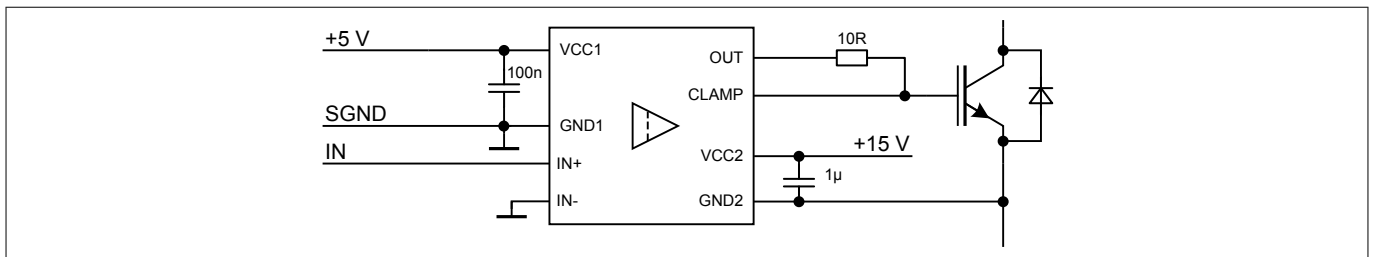 +5 V
VCC1
100n
SGND
GND1
IN
IN+
IN-
OUT
10R
CLAMP
VCC2
+15 V
1µ
GND2